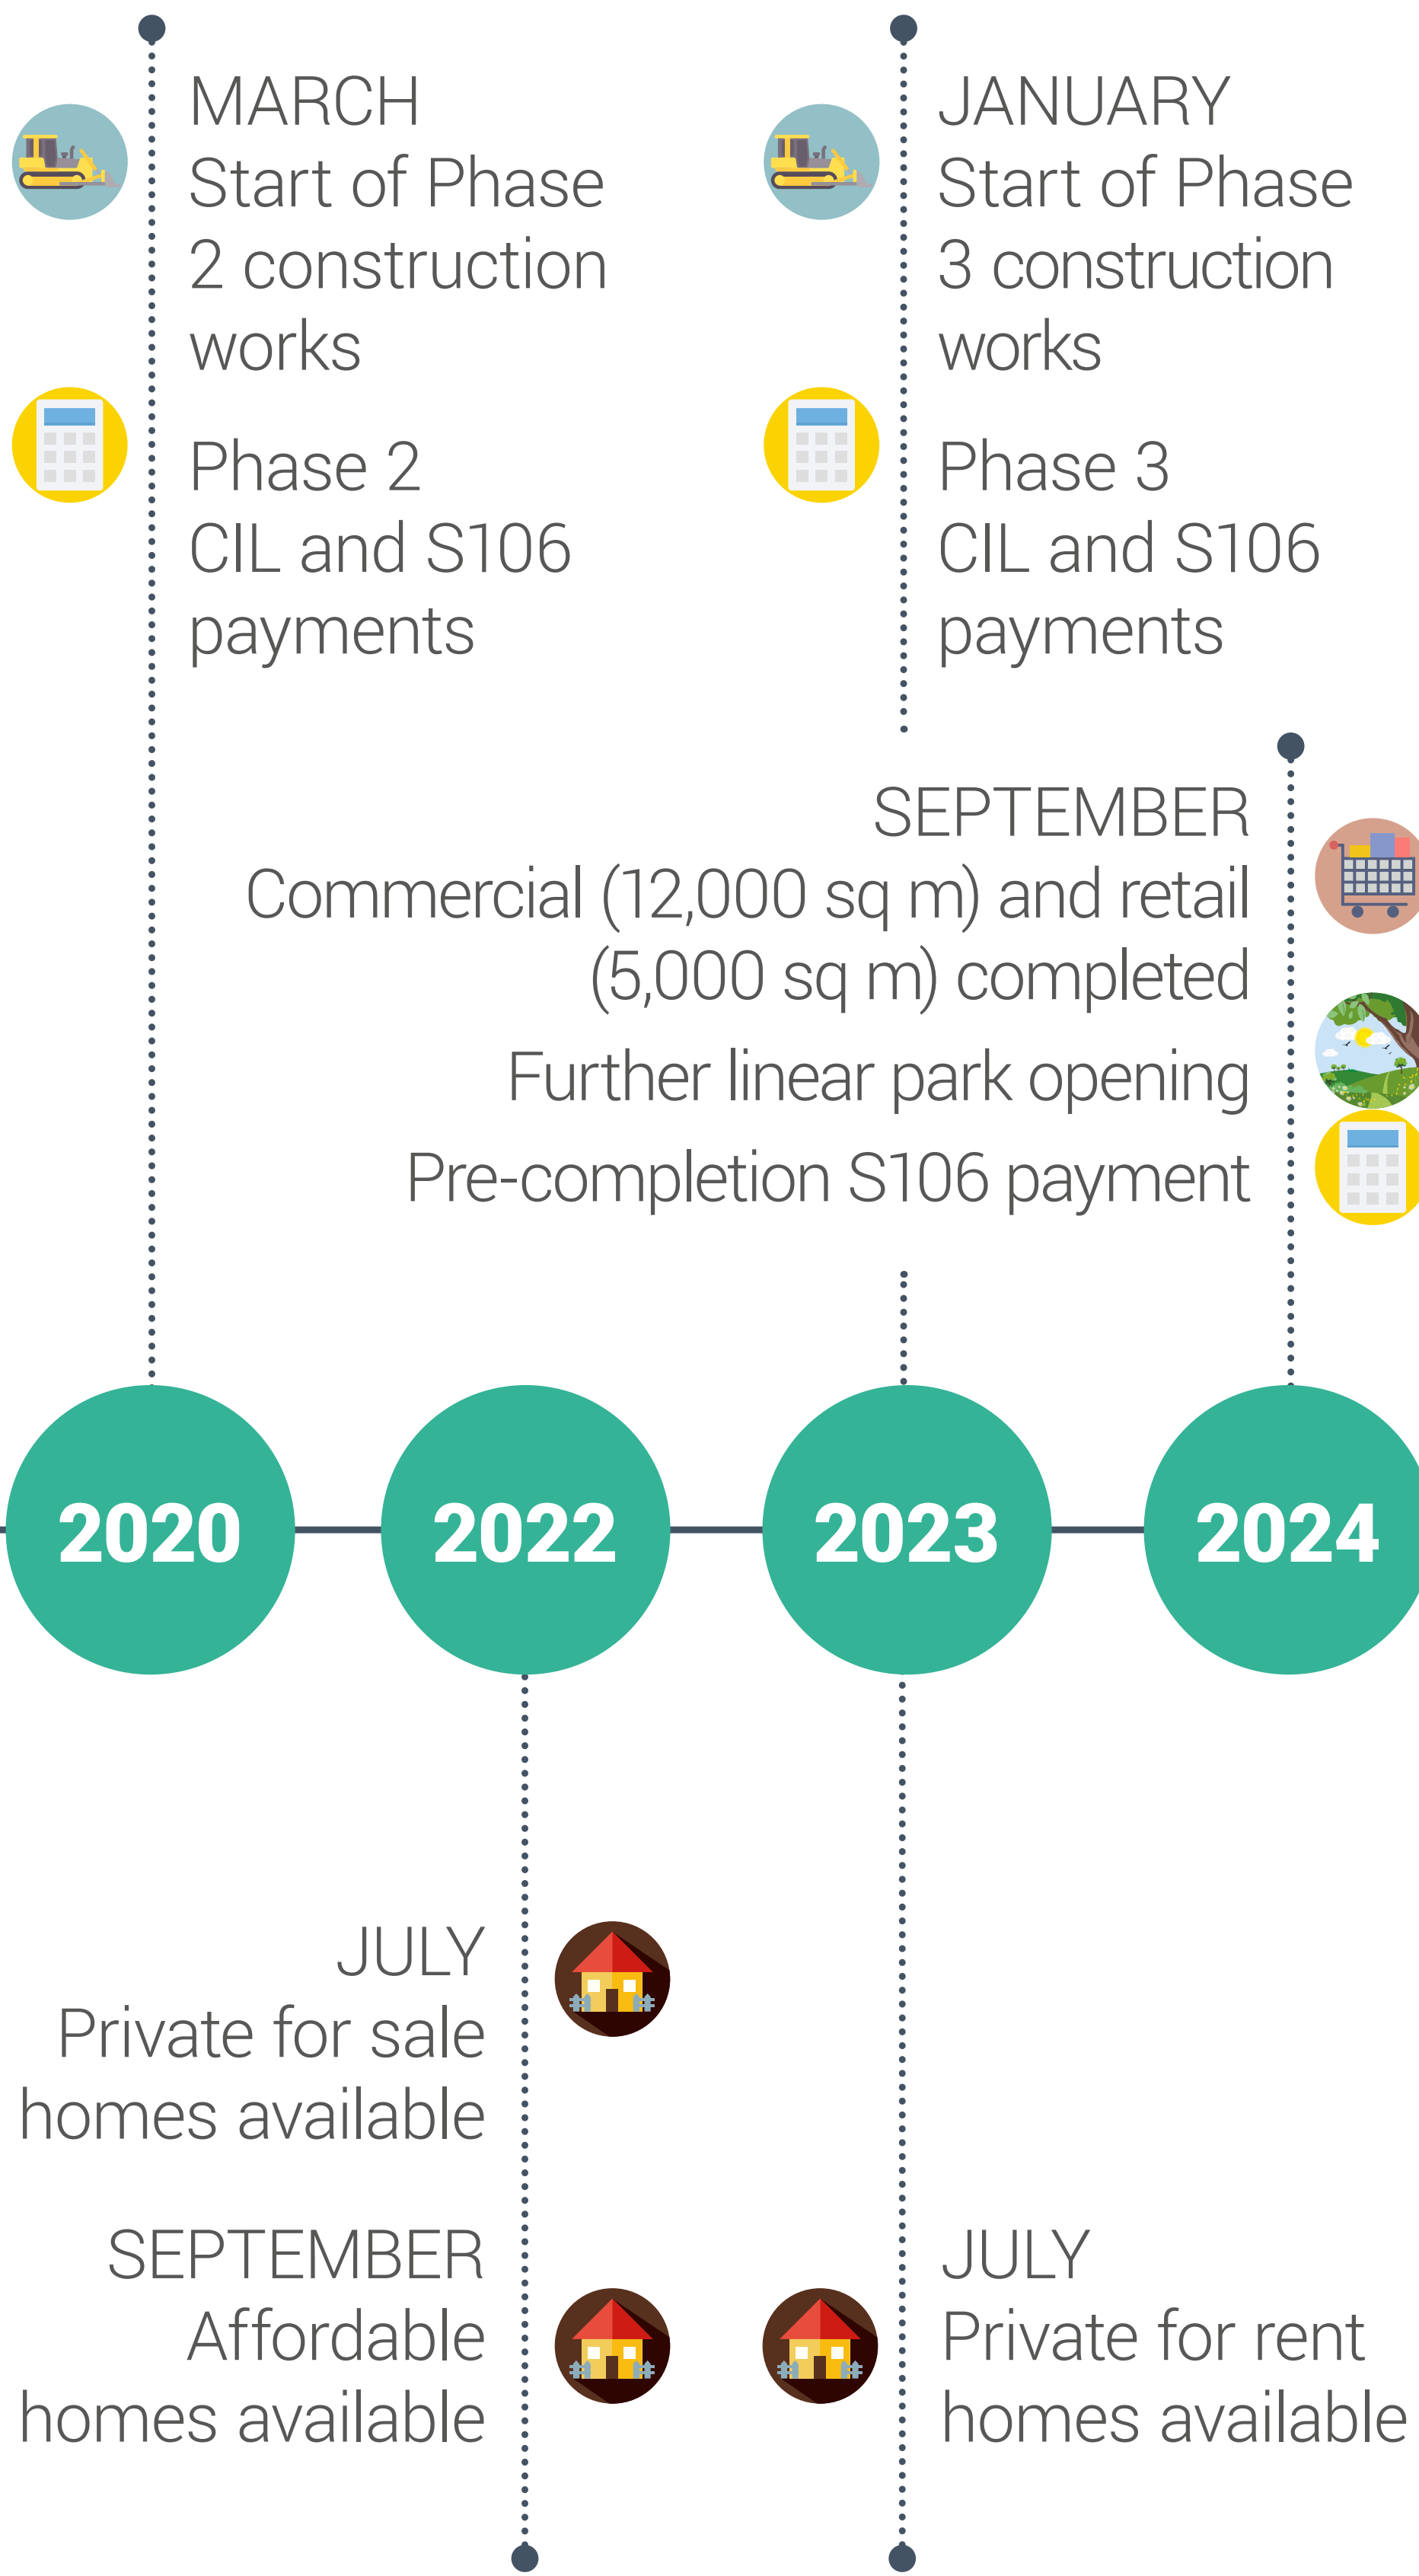 MARCH
Start of Phase
2 construction
works
Phase 2
CIL and S106
payments
JANUARY
Start of Phase
3 construction
works
Phase 3
CIL and S106
payments
SEPTEMBER
Commercial (12,000 sq m) and retail
(5,000 sq m) completed
Further linear park opening
Pre-completion S106 payment
2020
2022
2023
2024
JULY
Private for sale
homes available
SEPTEMBER
Affordable
homes available
JULY
Private for rent
homes available